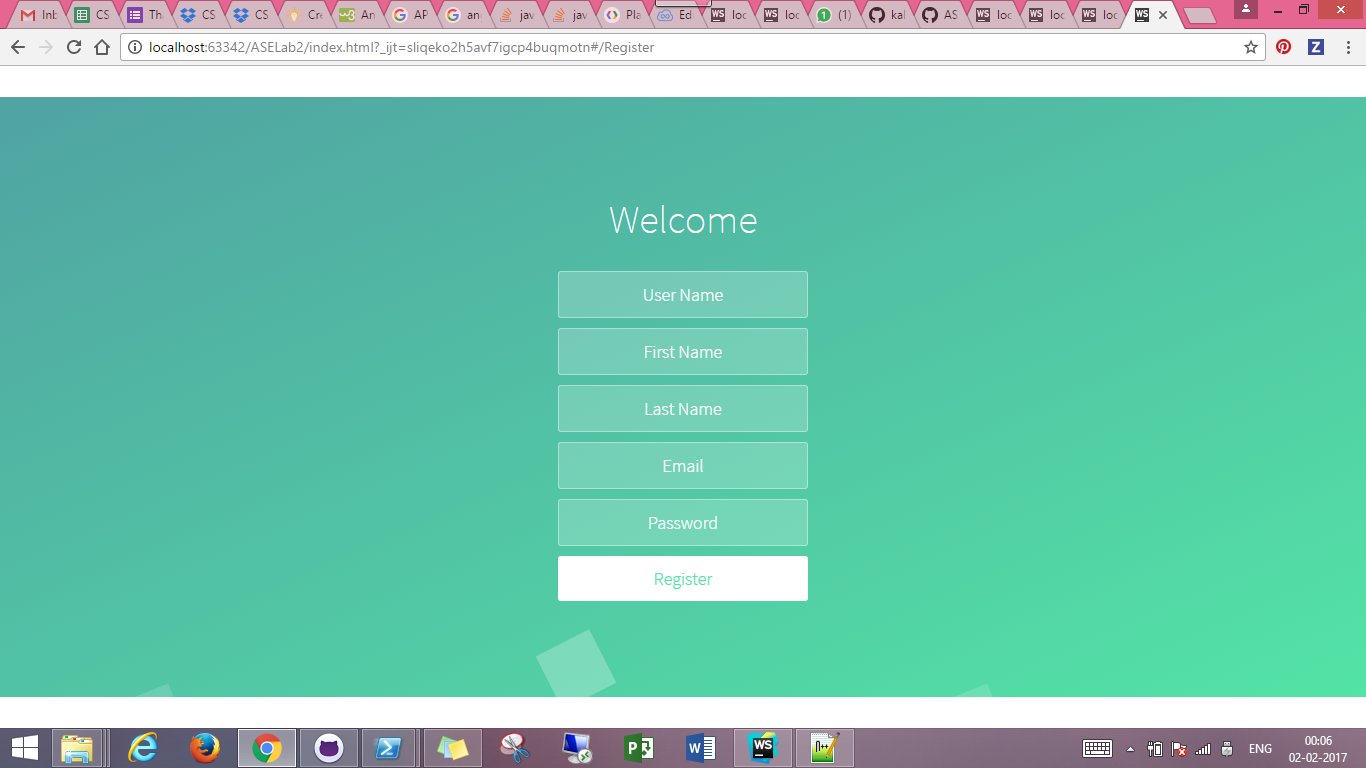 Inb
CS
Th
CS
CS
Cre
An
AP
an
jav
jav
Pla
Ed
loc
loc
(1)
kal
AS
loc
loc
loc
localhost:63342/ASELab2/index.html?_ijt=sliqeko2h5avf7igcp4buqmotn#/Register
Welcome
User Name
First Name
Last Name
Email
Password
Register
ENG
00:06
02-02-2017